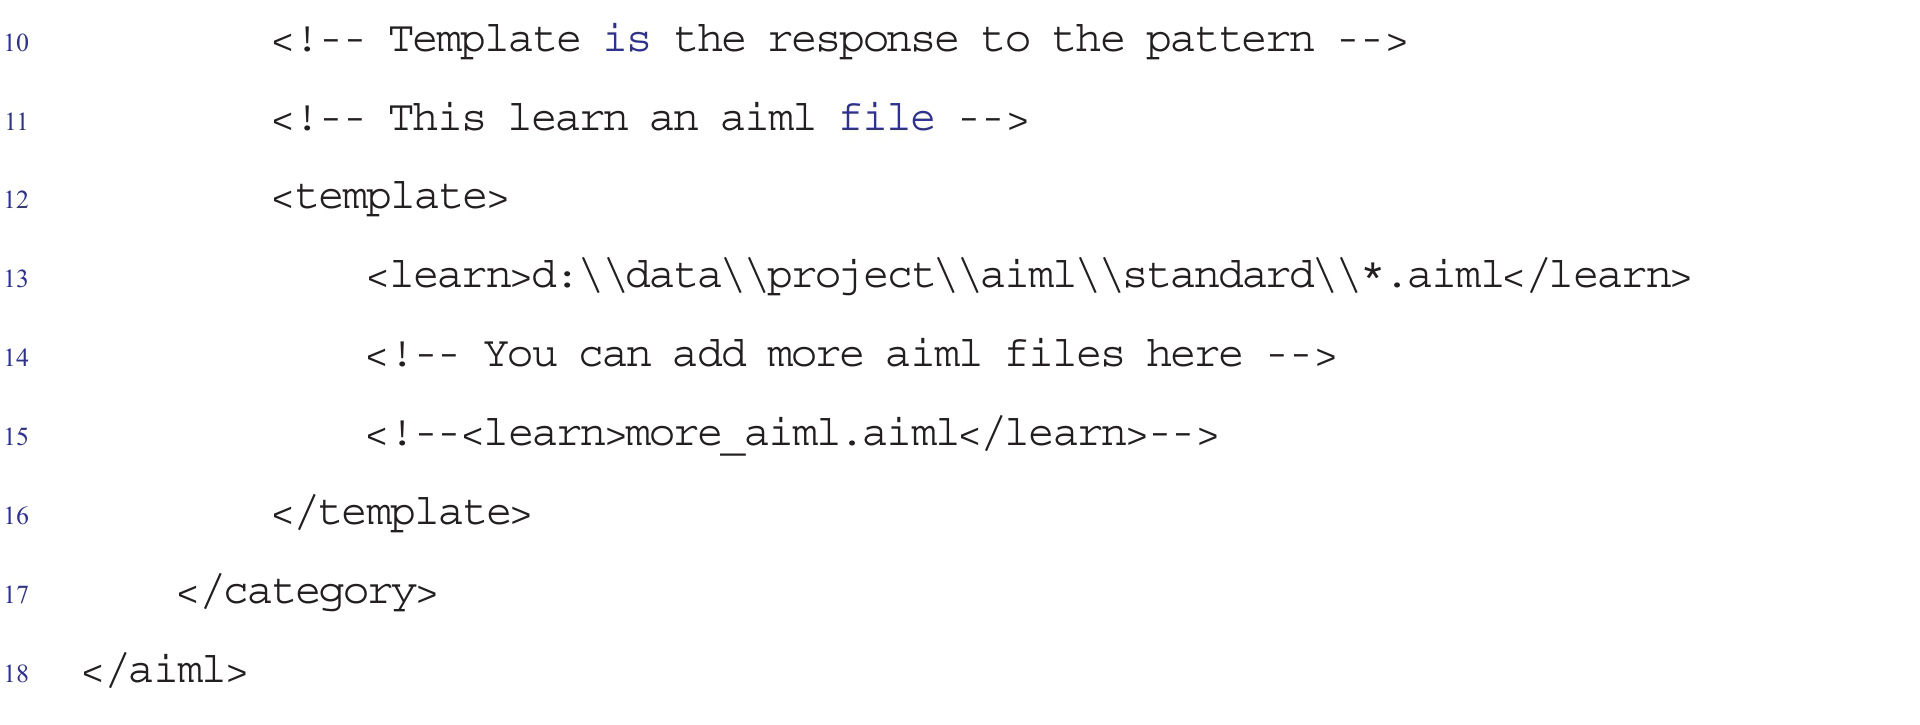 10 <!-- Template is the response to the pattern -->
11 <!-- This learn an aiml file -->
12 <template>
13 <learn>d:\\data\\project\\aiml\\standard\\*.aiml</learn>
14 <!-- You can add more aiml files here -->
15 <!--<learn>more_aiml.aiml</learn>-->
16 </template>
17 </category>
18 </aiml>